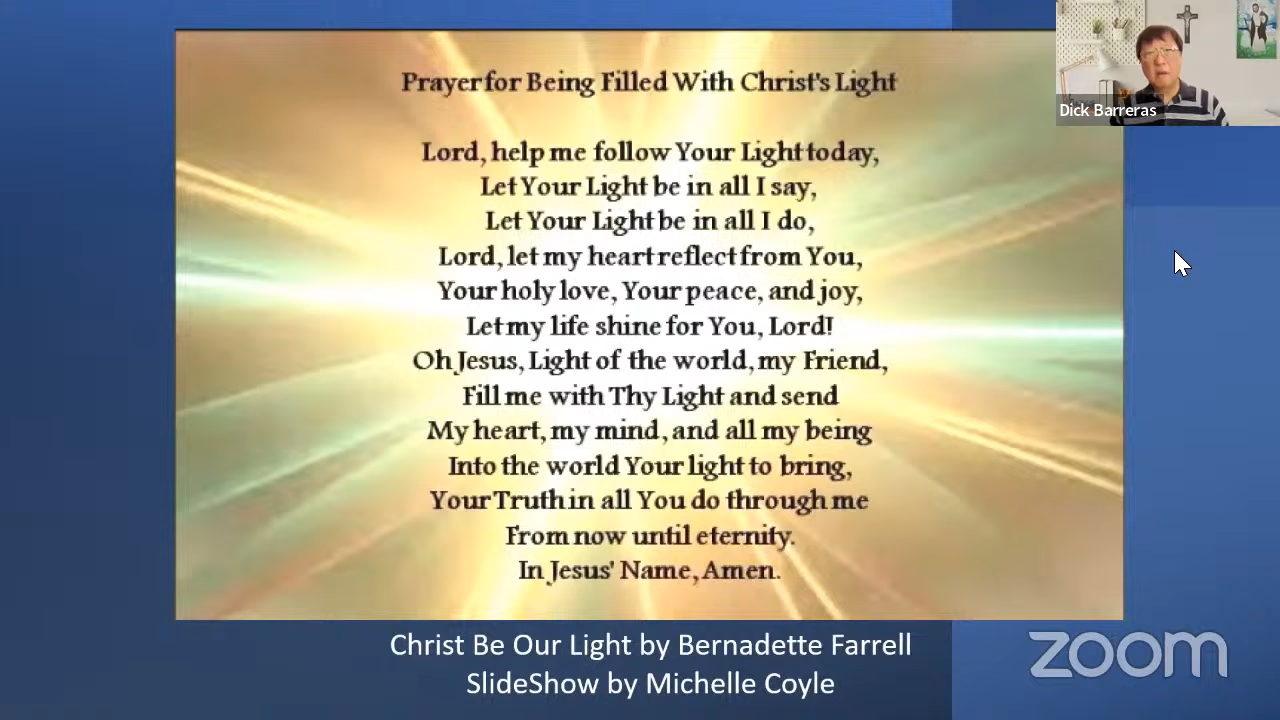 Prayer for Being Filled With Christ's Light
Lord, help me follow Your Light today,
Let Your Light be in all I say,
Let Your Light be in all I do,
Lord, let my heart reflect from You,
Your holy love, Your peace, and joy,
Let my life shine for You, Lord!
Oh Jesus, Light of the world, my Friend,
Fill me with Thy Light and send
My heart, my mind, and all my being
Into the world Your light to bring,
Your Truth in all You do through me
From now until eternity.
In Jesus' Name, Amen.
Christ Be Our Light by Bernadette Farrell
SlideShow by Michelle Coyle
Dick Barreras
zoom